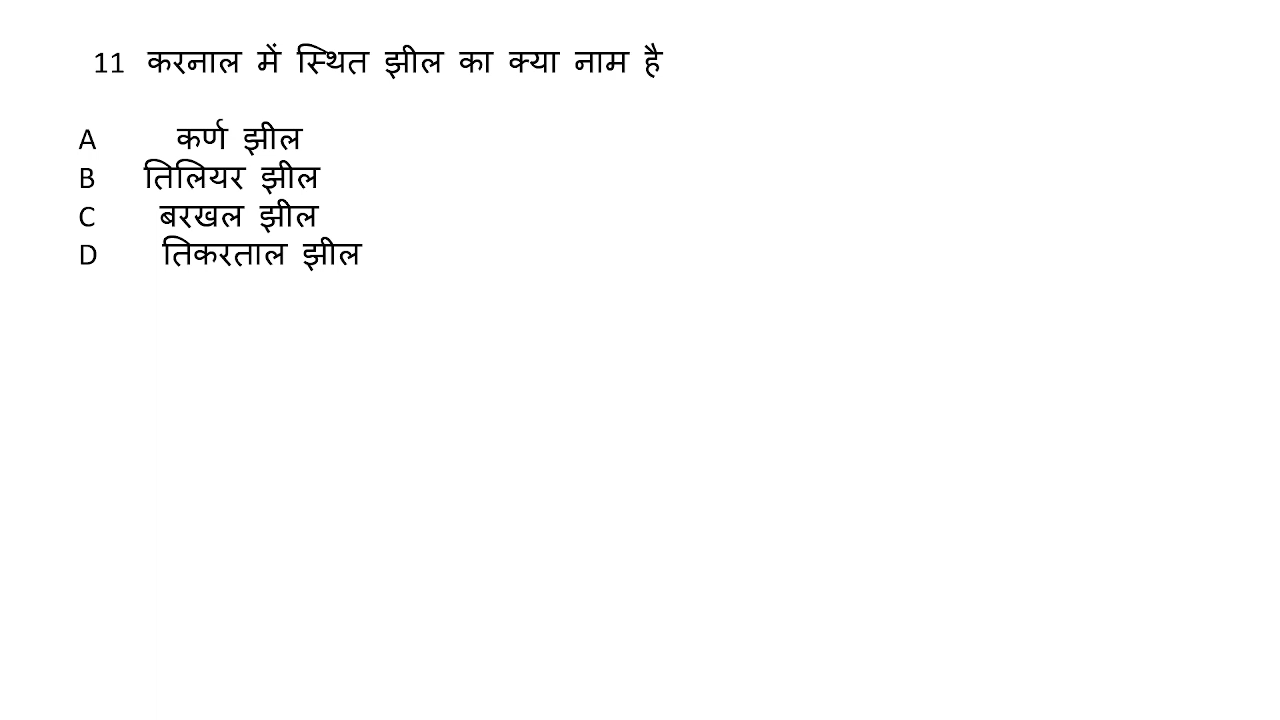 11 करनाल में स्थित झील का क्या नाम है
A कर्ण झील
B तिलियर झील
C बरखल झील
D तिकरताल झील